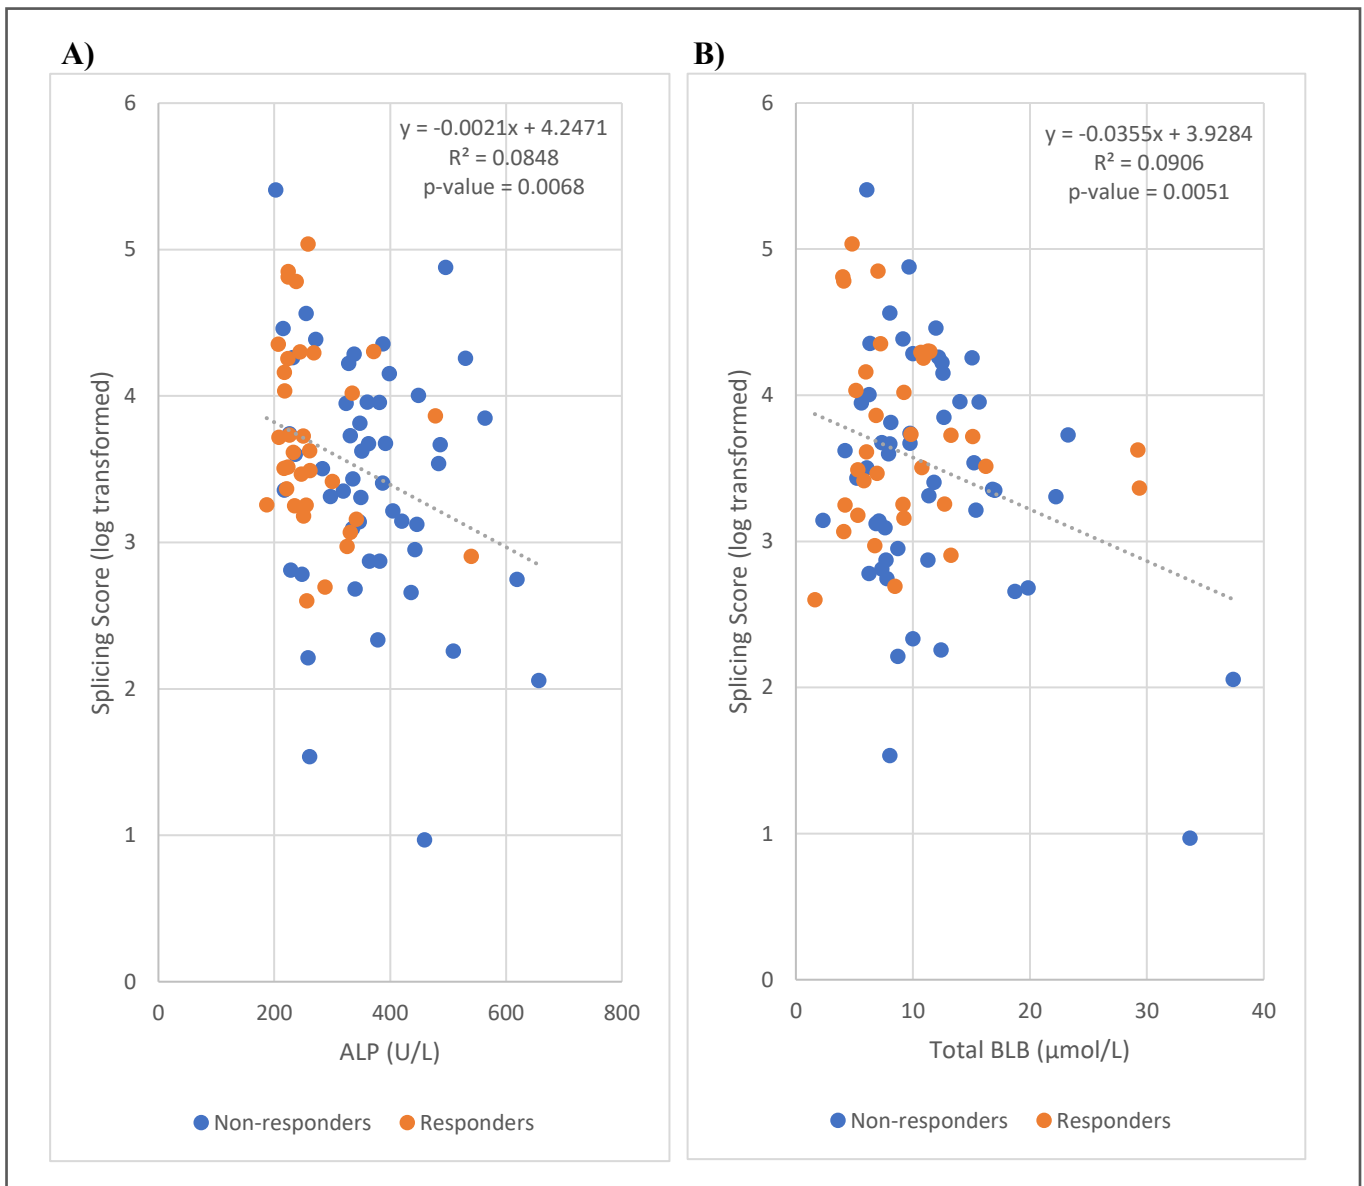 A)
6
5
4
3
2
1
0
0 200 400 600 800
Splicing Score (log transformed)
ALP (U/L)
y = -0.0021x + 4.2471
R² = 0.0848
p-value = 0.0068
Non-responders Responders
B)
6
5
4
3
2
1
0
0 10 20 30 40
Splicing Score (log transformed)
Total BLB (µmol/L)
y = -0.0355x + 3.9284
R² = 0.0906
p-value = 0.0051
Non-responders Responders